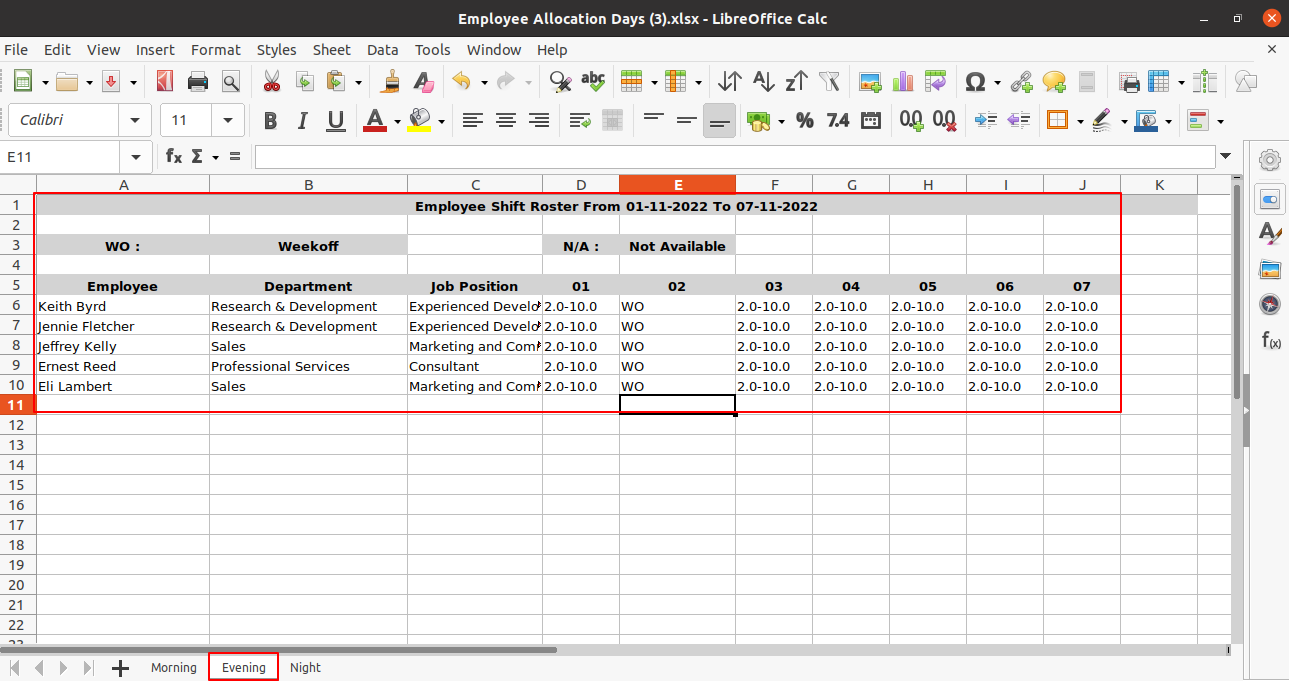 Employee Allocation Days (3).xlsx - LibreOffice Calc
File Edit View Insert Format Styles Sheet Data Tools Window Help
Calibri 11 B I U A % 7.4
E11 fx Σ =
A B C D E F G H I J K
1 Employee Shift Roster From 01-11-2022 To 07-11-2022
2
3 WO : Weekoff N/A : Not Available
4
5 Employee Department Job Position 01 02 03 04 05 06 07
6 Keith Byrd Research & Development Experienced Develo 2.0-10.0 WO 2.0-10.0 2.0-10.0 2.0-10.0 2.0-10.0 2.0-10.0
7 Jennie Fletcher Research & Development Experienced Develo 2.0-10.0 WO 2.0-10.0 2.0-10.0 2.0-10.0 2.0-10.0 2.0-10.0
8 Jeffrey Kelly Sales Marketing and Com 2.0-10.0 WO 2.0-10.0 2.0-10.0 2.0-10.0 2.0-10.0 2.0-10.0
9 Ernest Reed Professional Services Consultant 2.0-10.0 WO 2.0-10.0 2.0-10.0 2.0-10.0 2.0-10.0 2.0-10.0
10 Eli Lambert Sales Marketing and Com 2.0-10.0 WO 2.0-10.0 2.0-10.0 2.0-10.0 2.0-10.0 2.0-10.0
11
12
13
14
15
16
17
18
19
20
21
22
23
Morning Evening Night